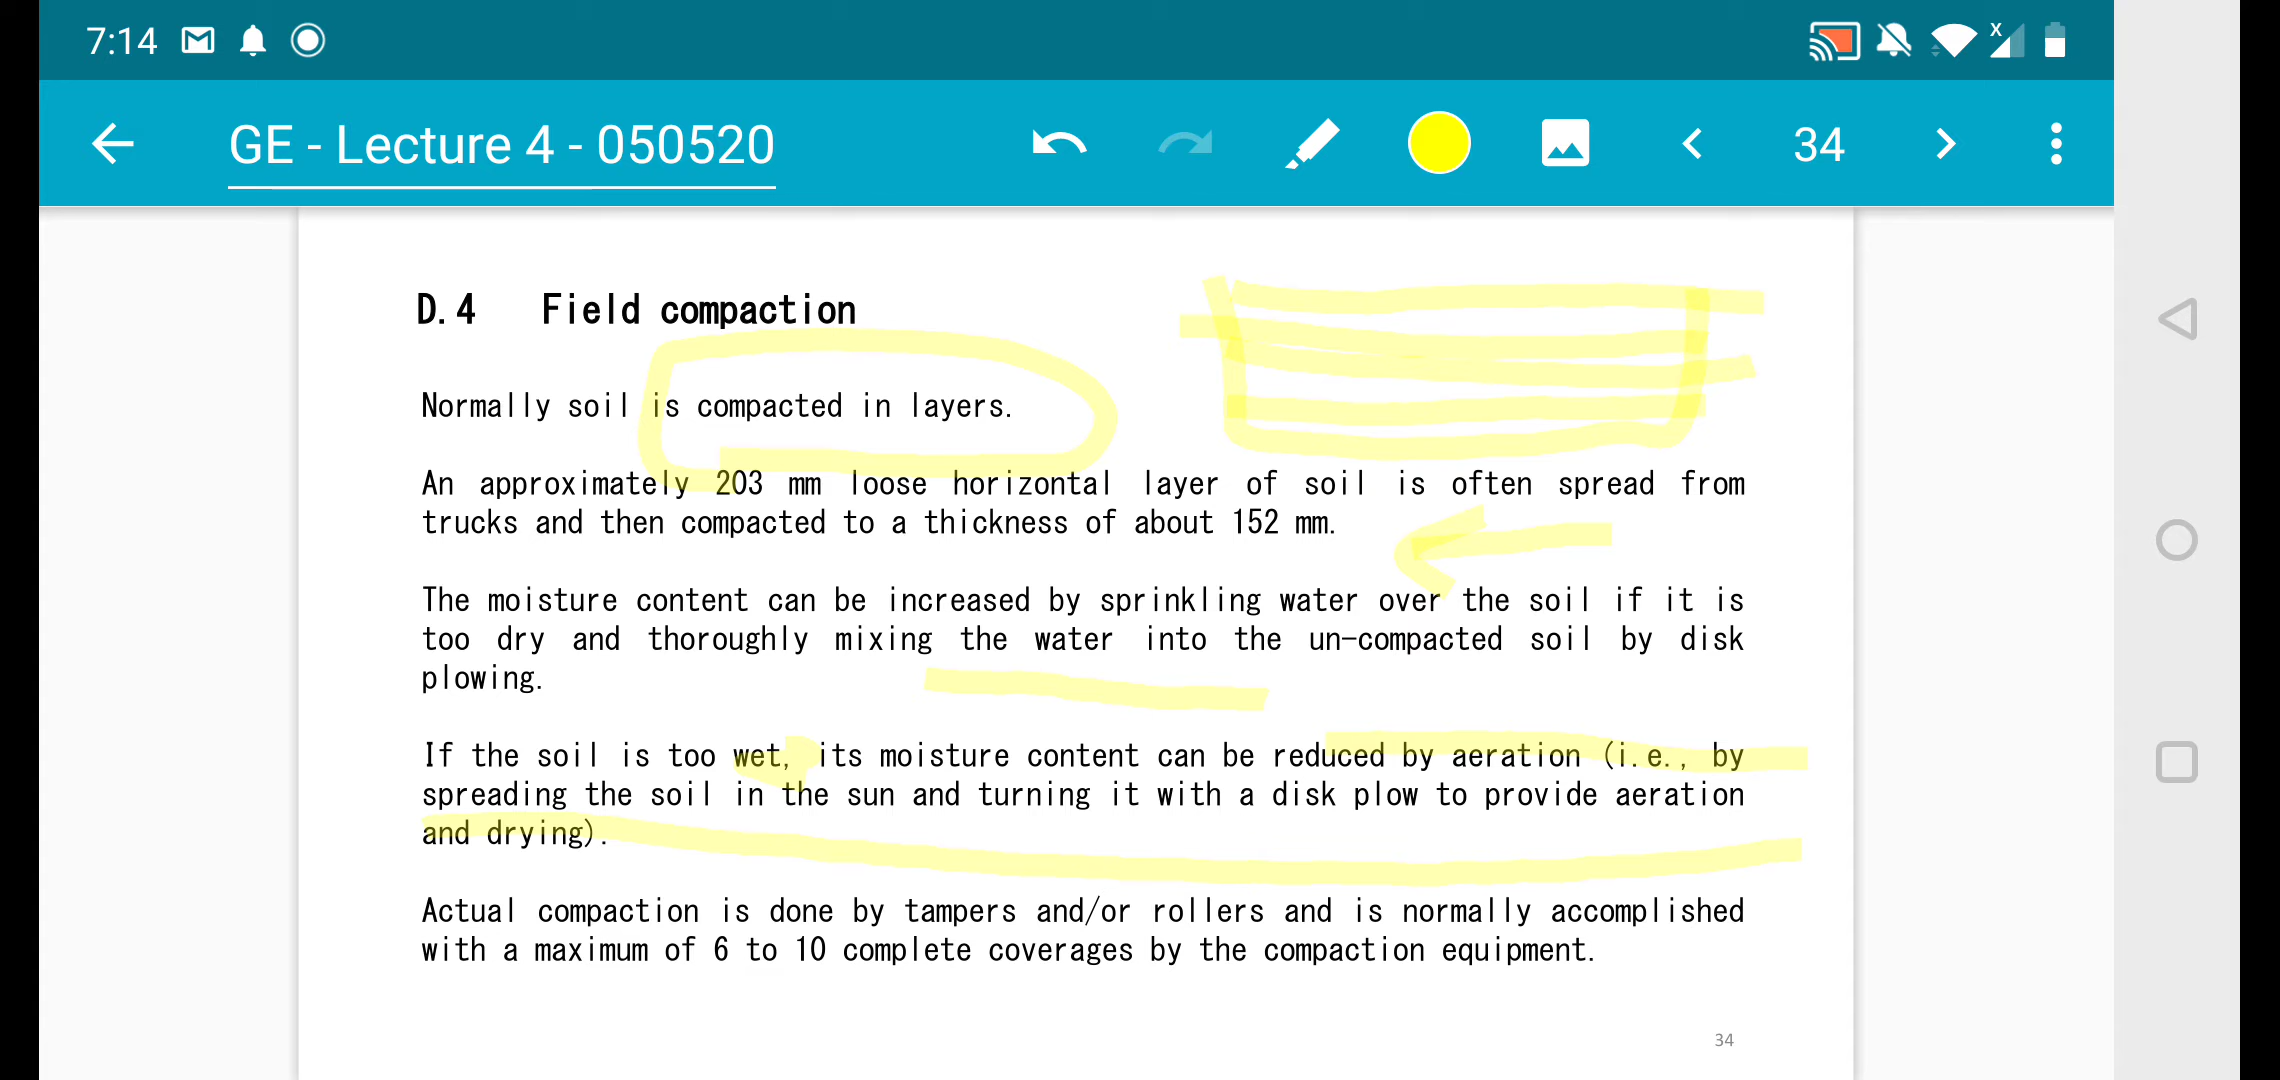 7:14
GE - Lecture 4 - 050520
34
D.4 Field compaction
Normally soil is compacted in layers.
An approximately 203 mm loose horizontal layer of soil is often spread from
trucks and then compacted to a thickness of about 152 mm.
The moisture content can be increased by sprinkling water over the soil if it is
too dry and thoroughly mixing the water into the un-compacted soil by disk
plowing.
If the soil is too wet, its moisture content can be reduced by aeration (i.e., by
spreading the soil in the sun and turning it with a disk plow to provide aeration
and drying).
Actual compaction is done by tampers and/or rollers and is normally accomplished
with a maximum of 6 to 10 complete coverages by the compaction equipment.
34